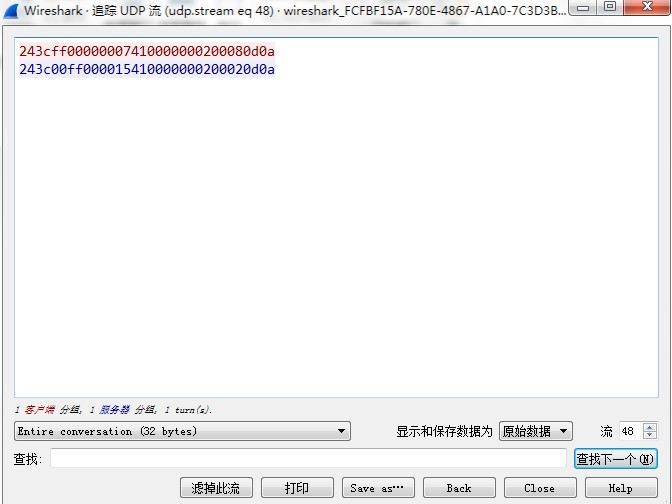 Wireshark · 追踪 UDP 流 (udp.stream eq 48) · wireshark_FCFBF15A-780E-4867-A1A0-7C3D3B...
243cff00000007410000000200080d0a
243c00ff000015410000000200020d0a
1 客户端 分组, 1 服务器 分组, 1 turn(s).
Entire conversation (32 bytes) 显示和保存数据为 原始数据 流 48
查找: 查找下一个(N)
滤掉此流 打印 Save as… Back Close Help